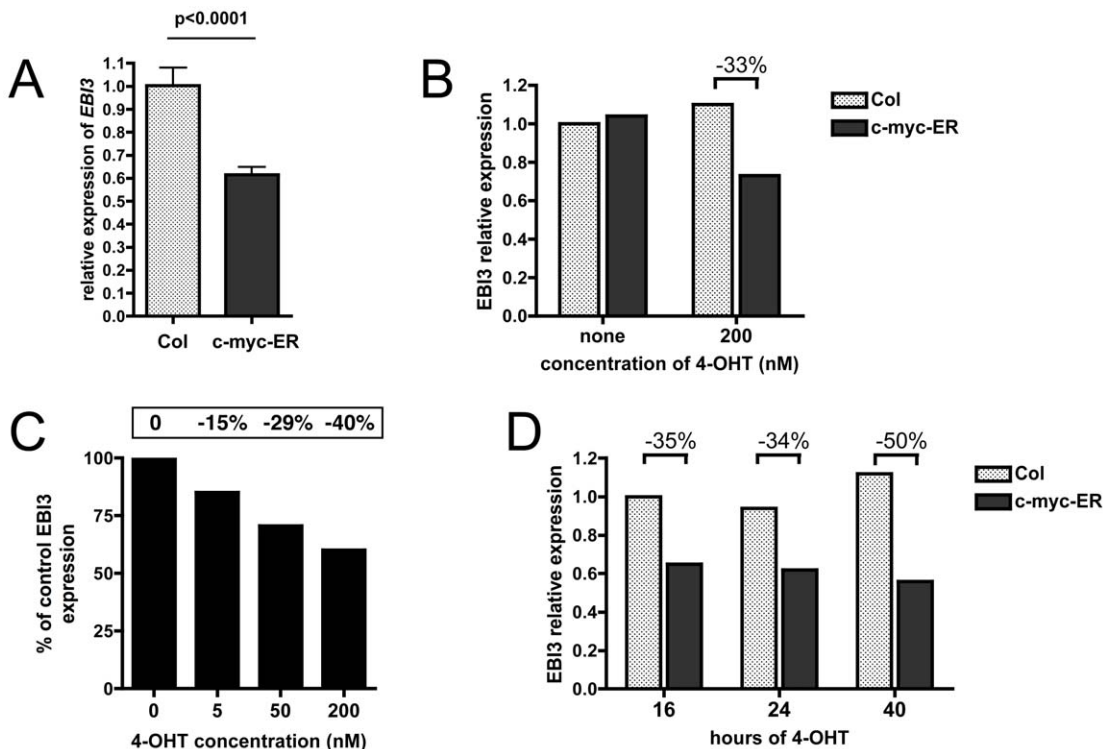 A
p<0.0001
relative expression of EBI3
1.1
1.0
0.9
0.8
0.7
0.6
0.5
0.4
0.3
0.2
0.1
0.0
Col c-myc-ER
B
-33%
EBI3 relative expression
1.2
1.0
0.8
0.6
0.4
0.2
0.0
none 200
concentration of 4-OHT (nM)
Col
c-myc-ER
C
0 -15% -29% -40%
% of control EBI3
expression
100
75
50
25
0
0 5 50 200
4-OHT concentration (nM)
D
-35% -34% -50%
EBI3 relative expression
1.2
1.0
0.8
0.6
0.4
0.2
0.0
16 24 40
hours of 4-OHT
Col
c-myc-ER